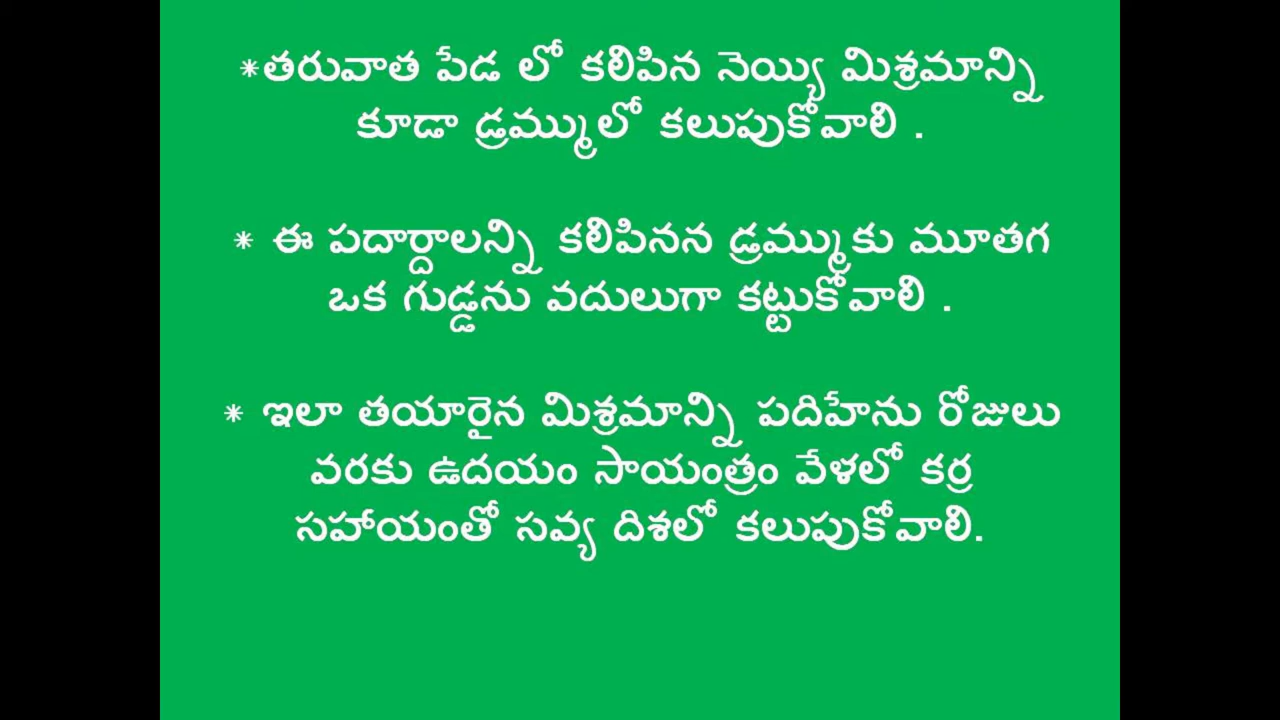 *తరువాత పేడ లో కలిపిన నెయ్యి మిశ్రమాన్ని
కూడా డ్రమ్ములో కలుపుకోవాలి .
* ఈ పదార్దాలన్ని కలిపినన డ్రమ్ముకు మూతగ
ఒక గుడ్డను వదులుగా కట్టుకోవాలి .
* ఇలా తయారైన మిశ్రమాన్ని పదిహేను రోజులు
వరకు ఉదయం సాయంత్రం వేళలో కర్ర
సహాయంతో సవ్య దిశలో కలుపుకోవాలి.